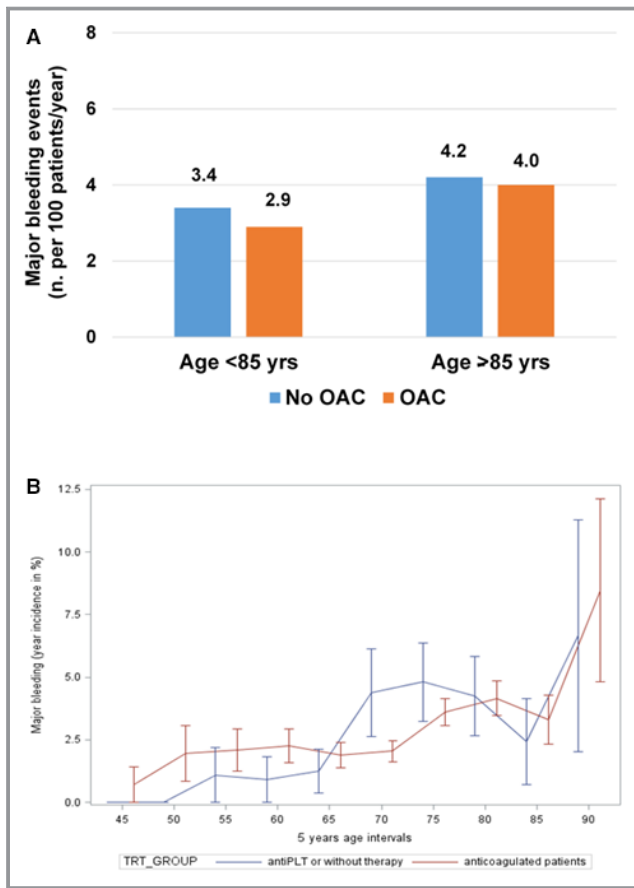 A
Major bleeding events
(n. per 100 patients/year)
8
6
4
2
0
3.4
2.9
4.2
4.0
Age <85 yrs
Age >85 yrs
No OAC
OAC
B
Major bleeding (year incidence in %)
12.5
10.0
7.5
5.0
2.5
0.0
45
50
55
60
65
70
75
80
85
90
5 years age intervals
TRT_GROUP
antiPLT or without therapy
anticoagulated patients